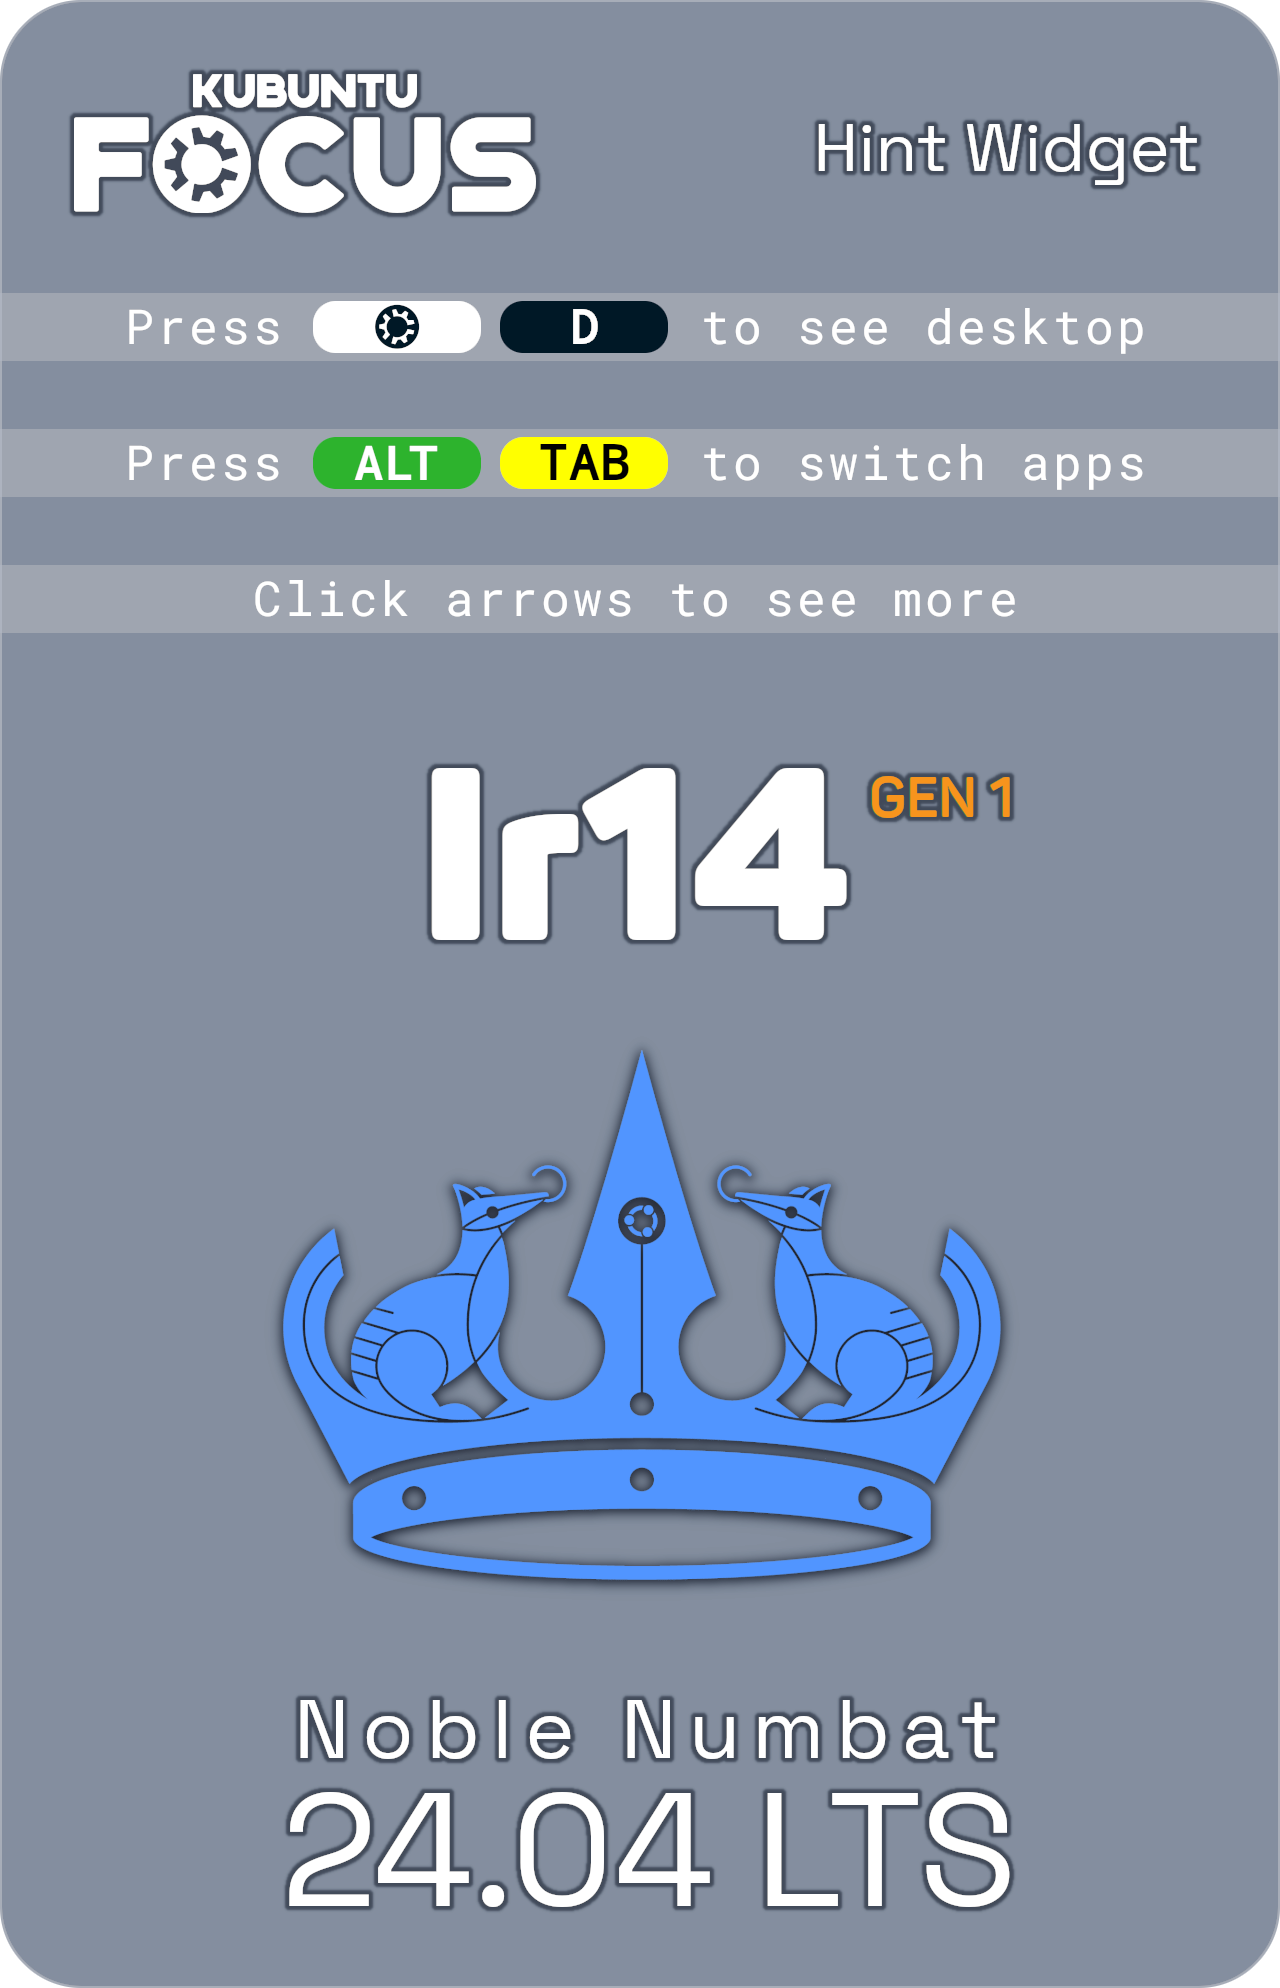 KUBUNTU
FOCUS
Hint Widget
Press D to see desktop
Press ALT TAB to switch apps
Click arrows to see more
Ir14 GEN 1
Noble Numbat
24.04 LTS